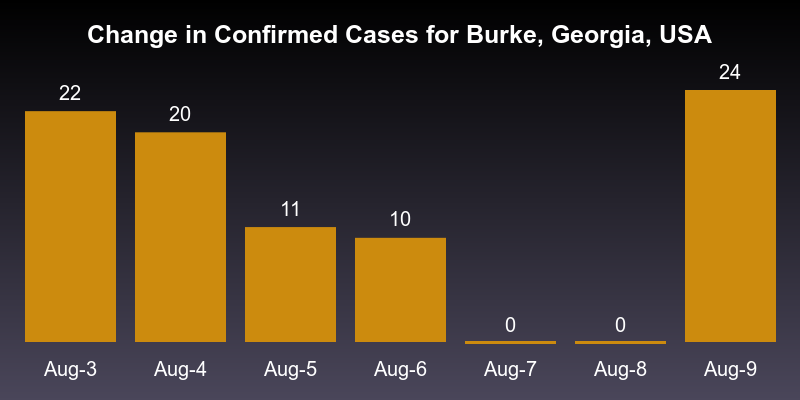 Change in Confirmed Cases for Burke, Georgia, USA
22
20
11
10
0
0
24
Aug-3
Aug-4
Aug-5
Aug-6
Aug-7
Aug-8
Aug-9